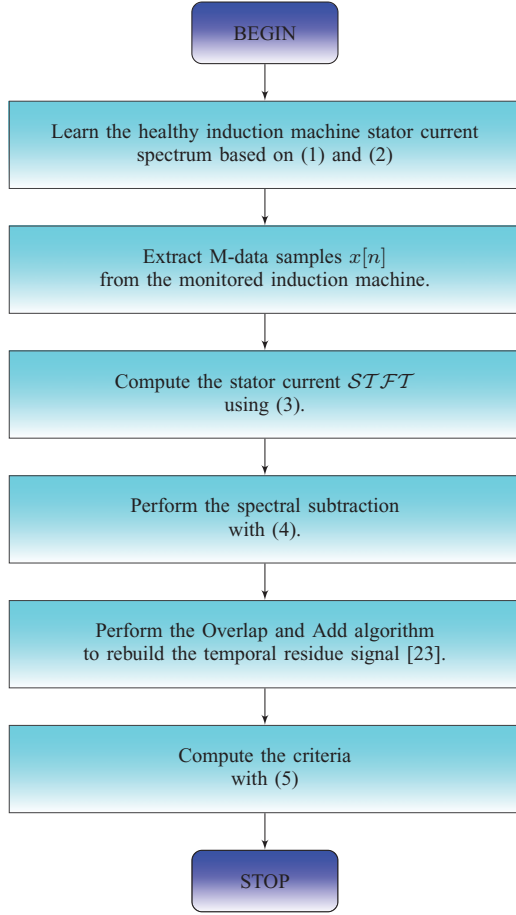 BEGIN
Learn the healthy induction machine stator current
spectrum based on (1) and (2)
Extract M-data samples x[n]
from the monitored induction machine.
Compute the stator current 𝒮𝒯ℱ𝒯
using (3).
Perform the spectral subtraction
with (4).
Perform the Overlap and Add algorithm
to rebuild the temporal residue signal [23].
Compute the criteria
with (5)
STOP